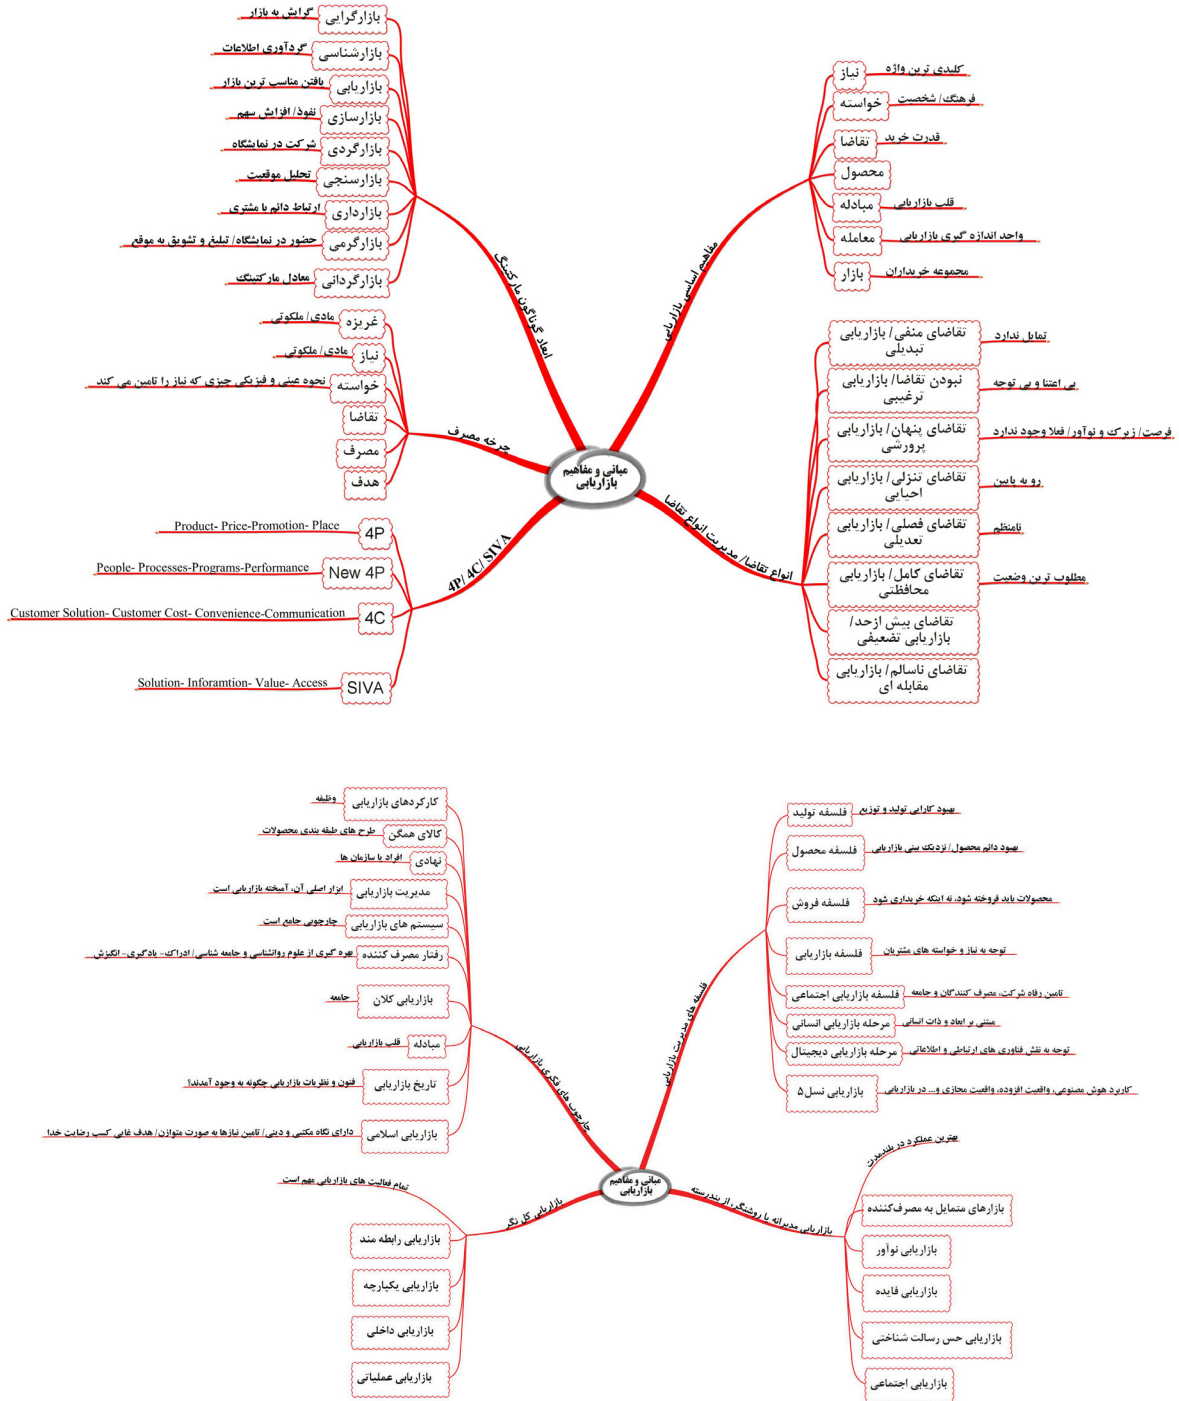 مبانی و مفاهیم
بازاریابی
مفاهیم اساسی بازاریابی
نیاز
کلیدی ترین واژه
خواسته
فرهنگ/ شخصیت
تقاضا
قدرت خرید
محصول
مبادله
قلب بازاریابی
معامله
واحد اندازه گیری بازاریابی
بازار
مجموعه خریداران
انواع تقاضا/ مدیریت انواع تقاضا
تقاضای منفی/ بازاریابی
تبدیلی
تمایل ندارد
نبودن تقاضا/ بازاریابی
ترغیبی
بی اعتنا و بی توجه
تقاضای پنهان/ بازاریابی
پرورشی
فرصت/ زیرک و نوآور/ فعلا وجود ندارد
تقاضای تنزلی/ بازاریابی
احیایی
رو به پایین
تقاضای فصلی/ بازاریابی
تعدیلی
نامنظم
تقاضای کامل/ بازاریابی
محافظتی
مطلوب ترین وضعیت
تقاضای بیش ازحد/
بازاریابی تضعیفی
تقاضای ناسالم/ بازاریابی
مقابله ای
ابعاد گوناگون مارکتینگ
بازارگرایی
گرایش به بازار
بازارشناسی
گردآوری اطلاعات
بازاریابی
یافتن مناسب ترین بازار
بازارسازی
نفوذ/ افزایش سهم
بازارگردی
شرکت در نمایشگاه
بازارسنجی
تحلیل موقعیت
بازارداری
ارتباط دائم با مشتری
بازارگرمی
حضور در نمایشگاه/ تبلیغ و تشویق به موقع
بازارگردانی
معادل مارکتینگ
چرخه مصرف
غریزه
مادی/ ملکوتی
نیاز
مادی/ ملکوتی
خواسته
نحوه عینی و فیزیکی چیزی که نیاز را تامین می کند
تقاضا
مصرف
هدف
4P/ 4C/ SIVA
4P
Product- Price-Promotion- Place
New 4P
People- Processes-Programs-Performance
4C
Customer Solution- Customer Cost- Convenience-Communication
SIVA
Solution- Inforamtion- Value- Access
مبانی و مفاهیم
بازاریابی
فلسفه های مدیریت بازاریابی
فلسفه تولید
بهبود کارایی تولید و توزیع
فلسفه محصول
بهبود دائم محصول/ نزدیک بینی بازاریابی
فلسفه فروش
محصولات باید فروخته شود، نه اینکه خریداری شود
فلسفه بازاریابی
توجه به نیاز و خواسته های مشتریان
فلسفه بازاریابی اجتماعی
تامین رفاه شرکت، مصرف کنندگان و جامعه
مرحله بازاریابی انسانی
مبتنی بر ابعاد و ذات انسانی
مرحله بازاریابی دیجیتال
توجه به نقش فناوری های ارتباطی و اطلاعاتی
بازاریابی نسل۵
کاربرد هوش مصنوعی، واقعیت افزوده، واقعیت مجازی و... در بازاریابی
بازاریابی مدبرانه یا روشنگر، از بندرسته
بهترین عملکرد در بلندمدت
بازارهای متمایل به مصرف‌کننده
بازاریابی نوآور
بازاریابی فایده
بازاریابی حس رسالت شناختی
بازاریابی اجتماعی
چارچوب های فکری بازاریابی
کارکردهای بازاریابی
وظیفه
کالای همگن
طرح های طبقه بندی محصولات
نهادی
افراد یا سازمان ها
مدیریت بازاریابی
ابزار اصلی آن، آمیخته بازاریابی است
سیستم های بازاریابی
چارچوبی جامع است
رفتار مصرف کننده
بهره گیری از علوم روانشناسی و جامعه شناسی/ ادراک- یادگیری- انگیزش
بازاریابی کلان
جامعه
مبادله
قلب بازاریابی
تاریخ بازاریابی
فنون و نظریات بازاریابی چگونه به وجود آمدند؟
بازاریابی اسلامی
دارای نگاه مکتبی و دینی/ تامین نیازها به صورت متوازن/ هدف غایی کسب رضایت خدا
بازاریابی کل نگر
تمام فعالیت های بازاریابی مهم است
بازاریابی رابطه مند
بازاریابی یکپارچه
بازاریابی داخلی
بازاریابی عملیاتی